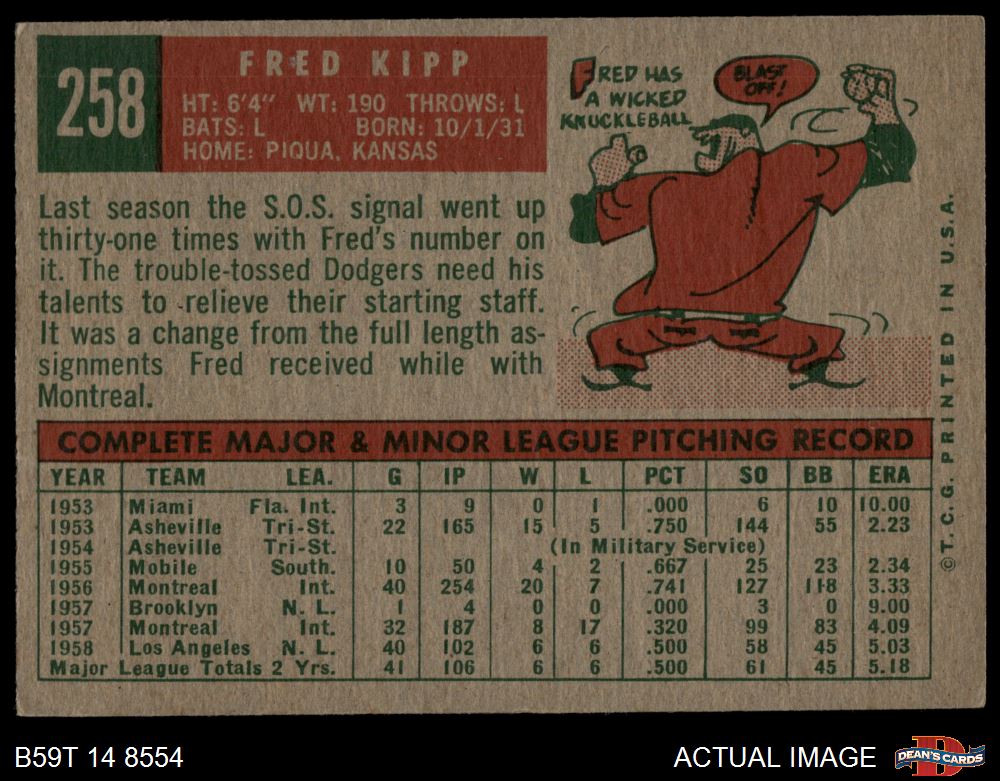 258
FRED KIPP
HT: 6'4" WT: 190 THROWS: L
BATS: L BORN: 10/1/31
HOME: PIQUA, KANSAS
FRED HAS
A WICKED
KNUCKLEBALL
BLAST
OFF!
Last season the S.O.S. signal went up
thirty-one times with Fred's number on
it. The trouble-tossed Dodgers need his
talents to relieve their starting staff.
It was a change from the full length as-
signments Fred received while with
Montreal.
COMPLETE MAJOR & MINOR LEAGUE PITCHING RECORD
YEAR TEAM LEA. G IP W L PCT SO BB ERA
1953 Miami Fla. Int. 3 9 0 1 .000 6 10 10.00
1953 Asheville Tri-St. 22 165 15 5 .750 144 55 2.23
1954 Asheville Tri-St. (In Military Service)
1955 Mobile South. 10 50 4 2 .667 25 23 2.34
1956 Montreal Int. 40 254 20 7 .741 127 118 3.33
1957 Brooklyn N. L. 1 4 0 0 .000 3 0 9.00
1957 Montreal Int. 32 187 8 17 .320 99 83 4.09
1958 Los Angeles N. L. 40 102 6 6 .500 58 45 5.03
Major League Totals 2 Yrs. 41 106 6 6 .500 61 45 5.18
©T. C. G. PRINTED IN U.S.A.
B59T 14 8554
ACTUAL IMAGE
D
DEAN'S CARDS